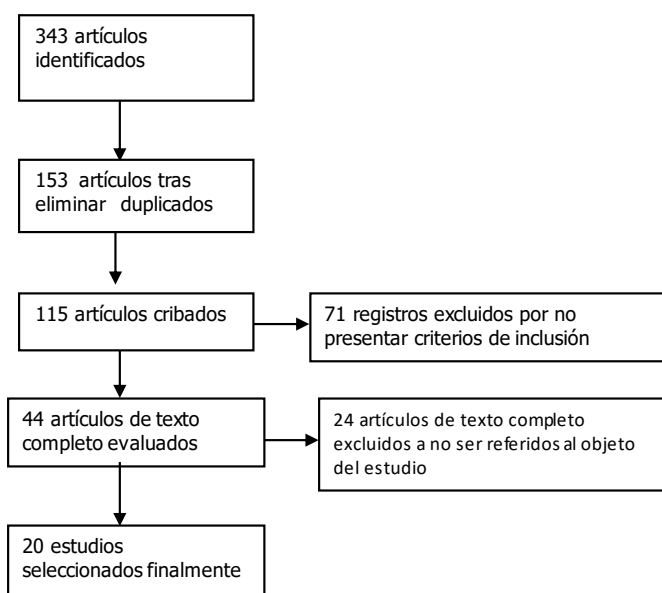 343 artículos
identificados
153 artículos tras
eliminar duplicados
115 artículos cribados
71 registros excluidos por no
presentar criterios de inclusión
44 artículos de texto
completo evaluados
24 artículos de texto completo
excluidos a no ser referidos al objeto
del estudio
20 estudios
seleccionados finalmente